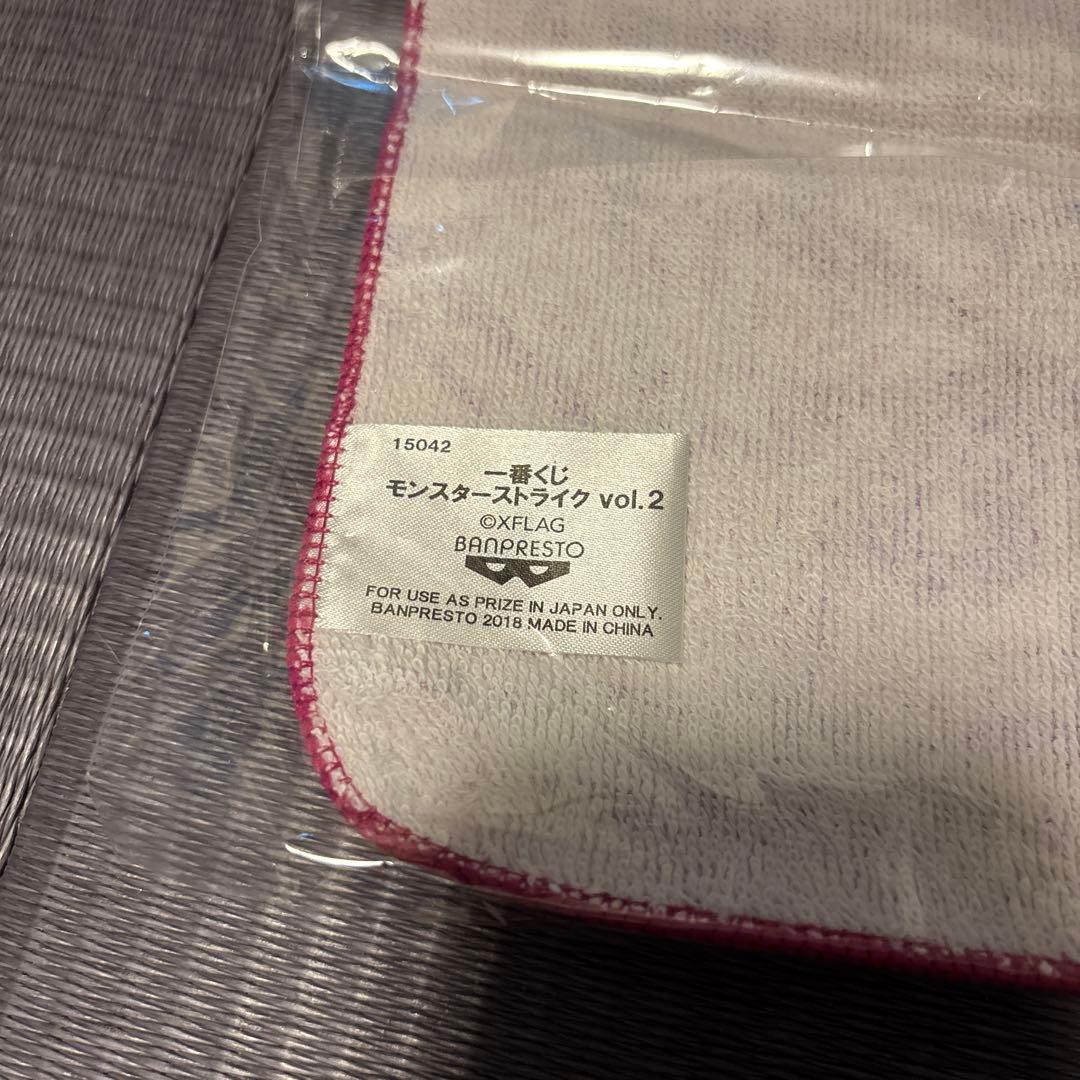 15042
一番くじ
モンスターストライク vol.2
©XFLAG
BANPRESTO
FOR USE AS PRIZE IN JAPAN ONLY.
BANPRESTO 2018 MADE IN CHINA